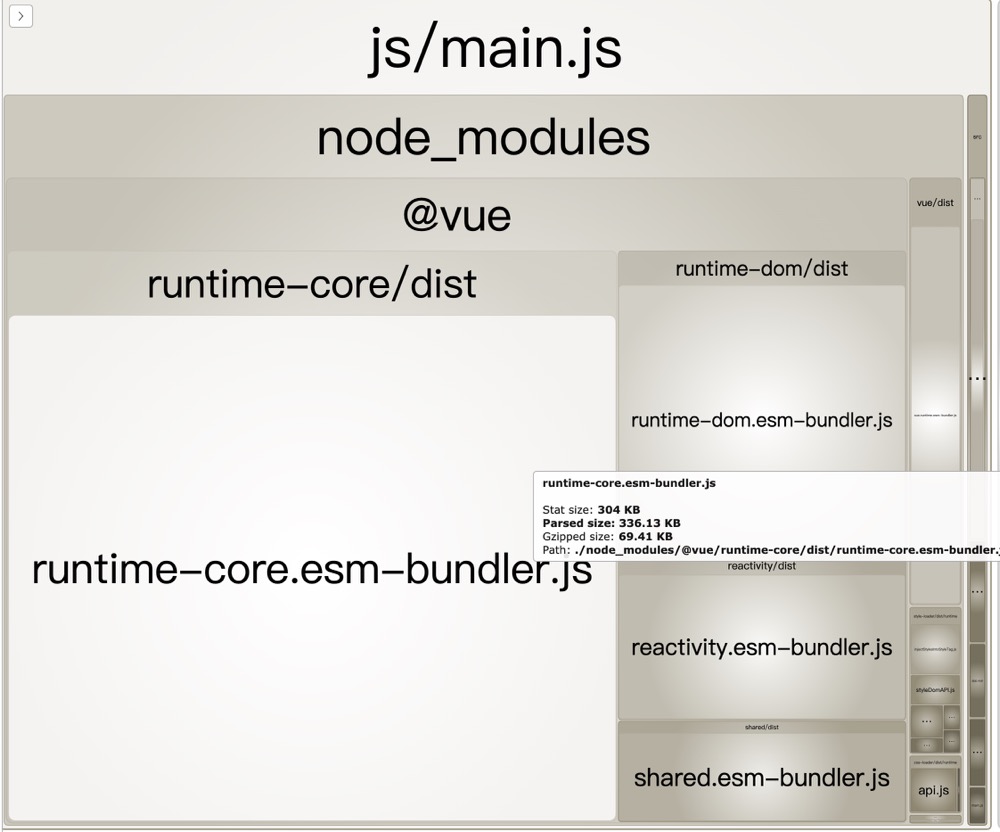 js/main.js
node_modules
@vue
vue/dist
...
runtime-core/dist
runtime-dom/dist
runtime-dom.esm-bundler.js
...
runtime-core.esm-bundler.js
Stat size: 304 KB
Parsed size: 336.13 KB
Gzipped size: 69.41 KB
Path: ./node_modules/@vue/runtime-core/dist/runtime-core.esm-bundler.j
runtime-core.esm-bundler.js
reactivity/dist
...
reactivity.esm-bundler.js
styleDomAPI.js
...
...
...
shared/dist
shared.esm-bundler.js
api.js